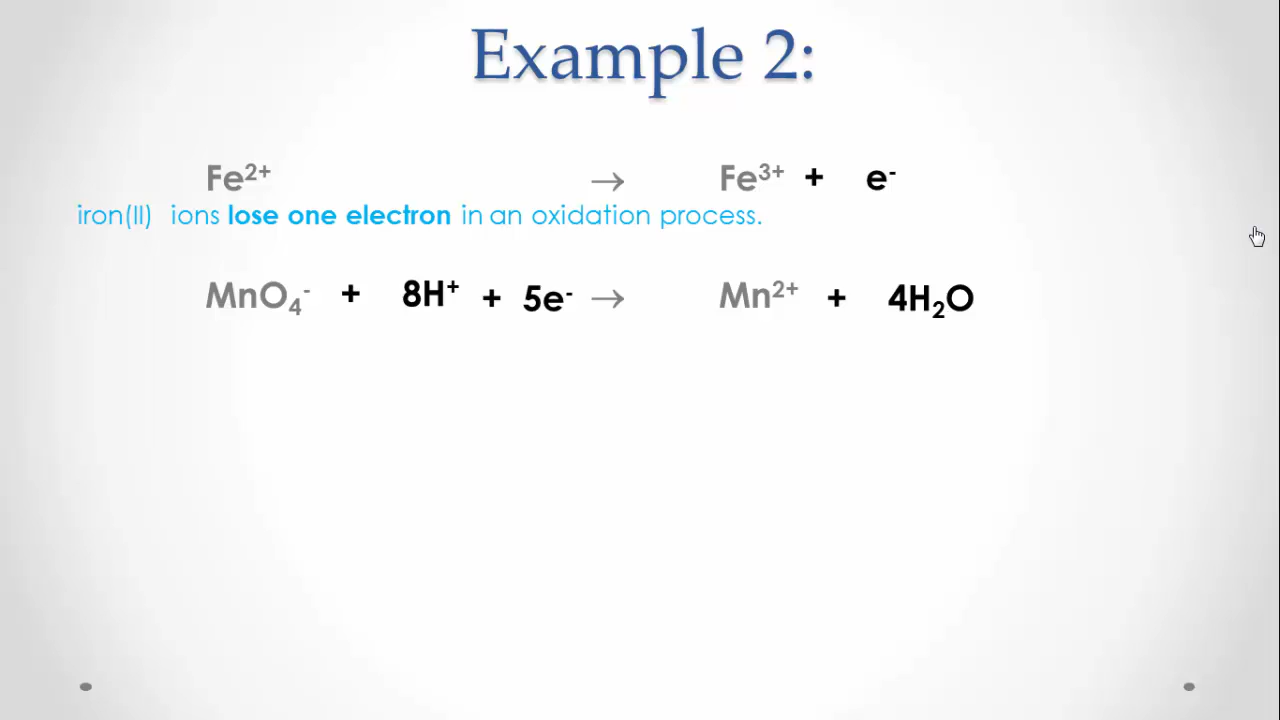 Example 2:
Fe²⁺ → Fe³⁺ + e⁻
iron(II) ions lose one electron in an oxidation process.
MnO₄⁻ + 8H⁺ + 5e⁻ → Mn²⁺ + 4H₂O